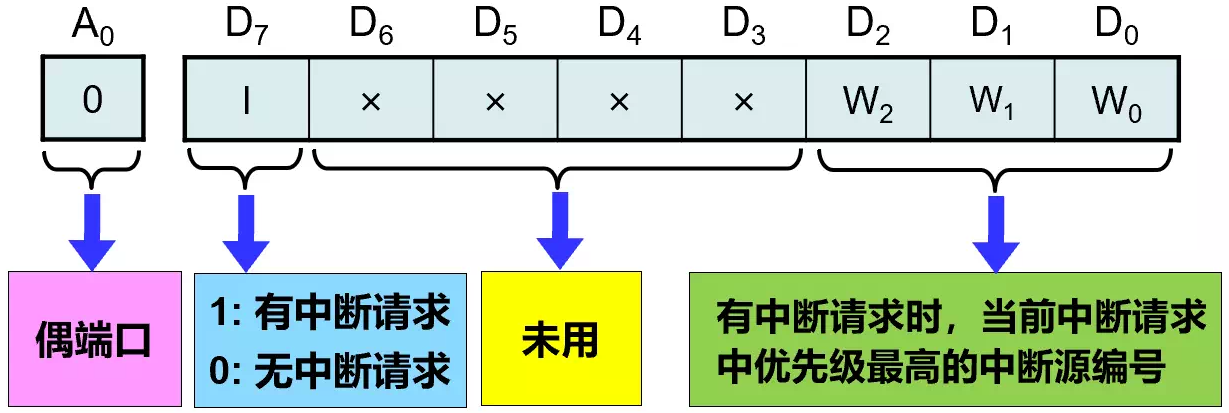 A₀ D₇ D₆ D₅ D₄ D₃ D₂ D₁ D₀
0 I × × × × W₂ W₁ W₀
偶端口
1: 有中断请求
0: 无中断请求
未用
有中断请求时，当前中断请求
中优先级最高的中断源编号